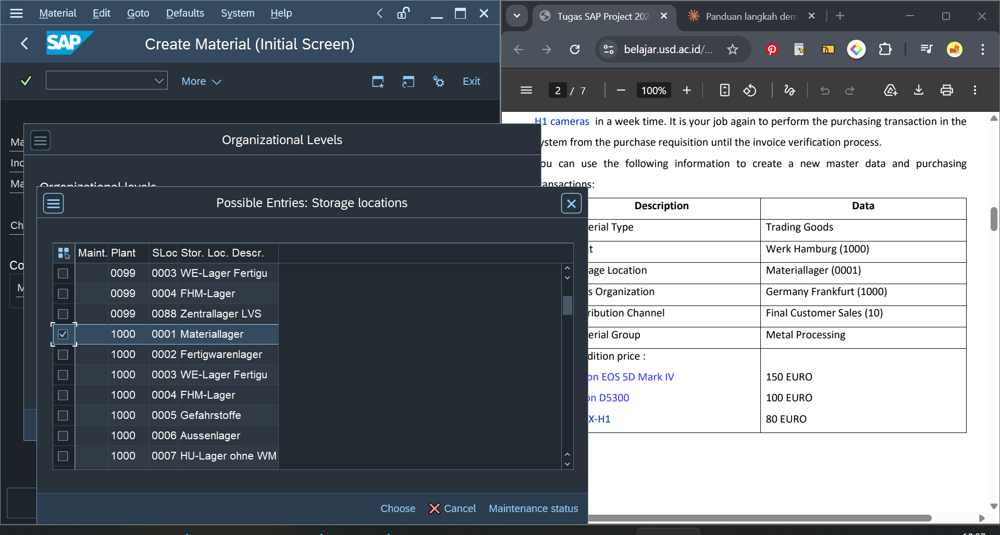 Material Edit Goto Defaults System Help
SAP Create Material (Initial Screen)
More Exit
Ma
Ch
Co
M
Organizational Levels
Organizational levels
Possible Entries: Storage locations
Maint. Plant SLoc Stor. Loc. Descr.
0099 0003 WE-Lager Fertigu
0099 0004 FHM-Lager
0099 0088 Zentrallager LVS
1000 0001 Materiallager
1000 0002 Fertigwarenlager
1000 0003 WE-Lager Fertigu
1000 0004 FHM-Lager
1000 0005 Gefahrstoffe
1000 0006 Aussenlager
1000 0007 HU-Lager ohne WM
Choose Cancel Maintenance status
Tugas SAP Project 202
Panduan langkah dem
belajar.usd.ac.id/...
2 / 7 100%
H1 cameras in a week time. It is your job again to perform the purchasing transaction in the
ystem from the purchase requisition until the invoice verification process.
ou can use the following information to create a new master data and purchasing
ansactions:
Description Data
erial Type Trading Goods
t Werk Hamburg (1000)
age Location Materiallager (0001)
s Organization Germany Frankfurt (1000)
ribution Channel Final Customer Sales (10)
erial Group Metal Processing
dition price :
on EOS 5D Mark IV 150 EURO
on D5300 100 EURO
X-H1 80 EURO